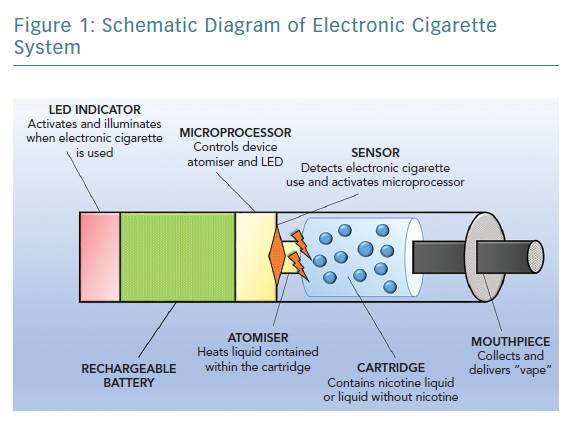 Figure 1: Schematic Diagram of Electronic Cigarette
System
LED INDICATOR
Activates and illuminates
when electronic cigarette
is used
MICROPROCESSOR
Controls device
atomiser and LED
SENSOR
Detects electronic cigarette
use and activates microprocessor
RECHARGEABLE
BATTERY
ATOMISER
Heats liquid contained
within the cartridge
CARTRIDGE
Contains nicotine liquid
or liquid without nicotine
MOUTHPIECE
Collects and
delivers “vape”